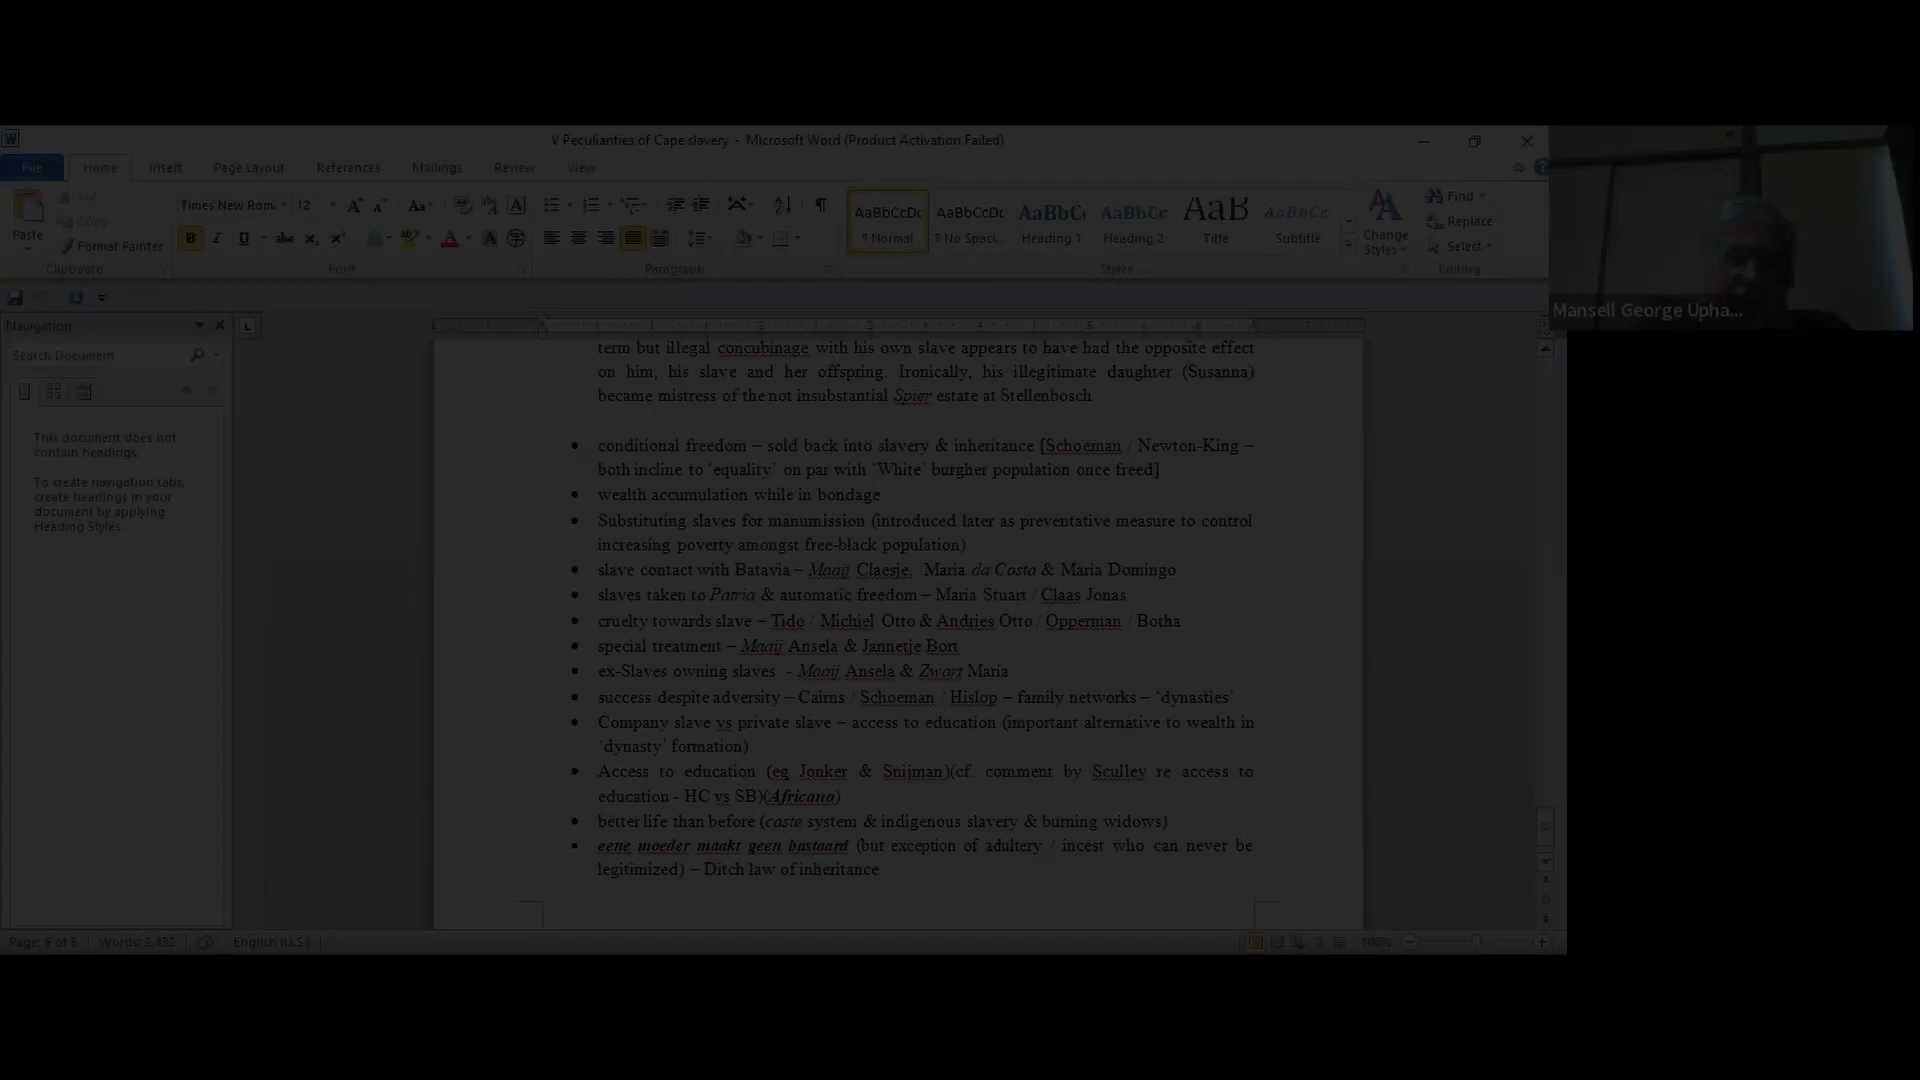 V Peculianties of Cape slavery - Microsoft Word (Product Activation Failed)
File Home Insert Page Layout References Mailings Review View
Cut
Copy
Paste
Format Painter
Clipboard
Times New Rom. 12
Font
Paragraph
AaBbCcDc AaBbCcDc AaBbCc AaBbCc AaB AaBbCc.
¶ Normal ¶ No Spaci... Heading 1 Heading 2 Title Subtitle
Change Styles
Styles
Find
Replace
Select
Editing
Mansell George Upha...
Navigation
Search Document
This document does not
contain headings.
To create navigation tabs,
create headings in your
document by applying
Heading Styles.
term but illegal concubinage with his own slave appears to have had the opposite effect
on him, his slave and her offspring. Ironically, his illegitimate daughter (Susanna)
became mistress of the not insubstantial Spier estate at Stellenbosch
• conditional freedom – sold back into slavery & inheritance [Schoeman / Newton-King –
both incline to ‘equality’ on par with ‘White’ burgher population once freed]
• wealth accumulation while in bondage
• Substituting slaves for manumission (introduced later as preventative measure to control
increasing poverty amongst free-black population)
• slave contact with Batavia – Maaij Claesje, Maria da Costa & Maria Domingo
• slaves taken to Patria & automatic freedom – Maria Stuart / Claas Jonas
• cruelty towards slave – Tido / Michiel Otto & Andries Otto / Opperman / Botha
• special treatment – Maaij Ansela & Jannetje Bort
• ex-Slaves owning slaves - Maaij Ansela & Zwart Maria
• success despite adversity – Cairns / Schoeman / Hislop – family networks – ‘dynasties’
• Company slave vs private slave – access to education (important alternative to wealth in
‘dynasty’ formation)
• Access to education (eg Jonker & Snijman)(cf. comment by Sculley re access to
education - HC vs SB)(Africano)
• better life than before (caste system & indigenous slavery & burning widows)
• eene moeder maakt geen bastaard (but exception of adultery / incest who can never be
legitimized) – Ditch law of inheritance
Page: 6 of 6 Words: 2,432 English (U.S.) 100%